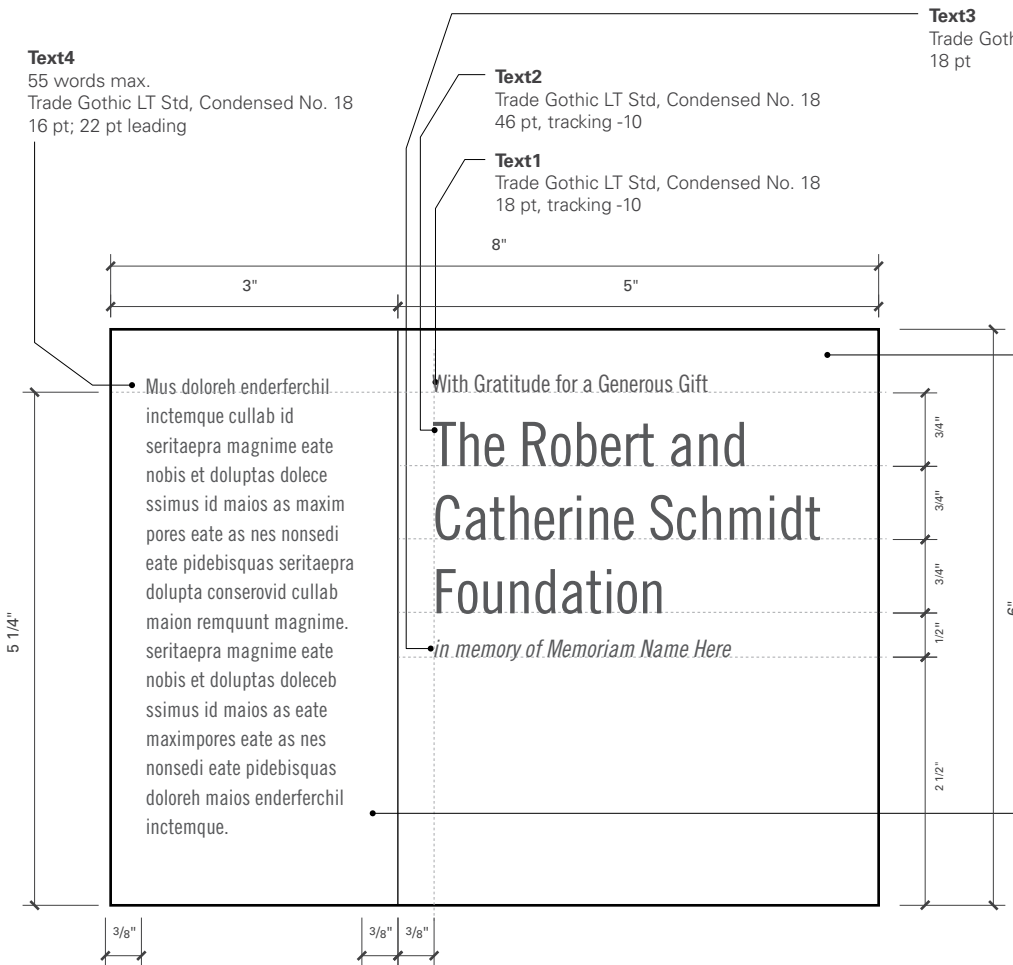 Text3
Trade Goth
18 pt
Text4
55 words max.
Trade Gothic LT Std, Condensed No. 18
16 pt; 22 pt leading
Text2
Trade Gothic LT Std, Condensed No. 18
46 pt, tracking -10
Text1
Trade Gothic LT Std, Condensed No. 18
18 pt, tracking -10
8"
3"
5"
Mus doloreh enderferchil
inctemque cullab id
seritaepra magnime eate
nobis et doluptas dolece
ssimus id maios as maxim
pores eate as nes nonsedi
eate pidebisquas seritaepra
dolupta conserovid cullab
maion remqunt magnime.
seritaepra magnime eate
nobis et doluptas doleceb
ssimus id maios as eate
maximpores eate as nes
nonsedi eate pidebisquas
doloreh maios enderferchil
inctemque.
With Gratitude for a Generous Gift
The Robert and
Catherine Schmidt
Foundation
in memory of Memoriam Name Here
5 1/4"
3/4"
3/4"
3/4"
1/2"
2 1/2"
6"
3/8"
3/8"
3/8"